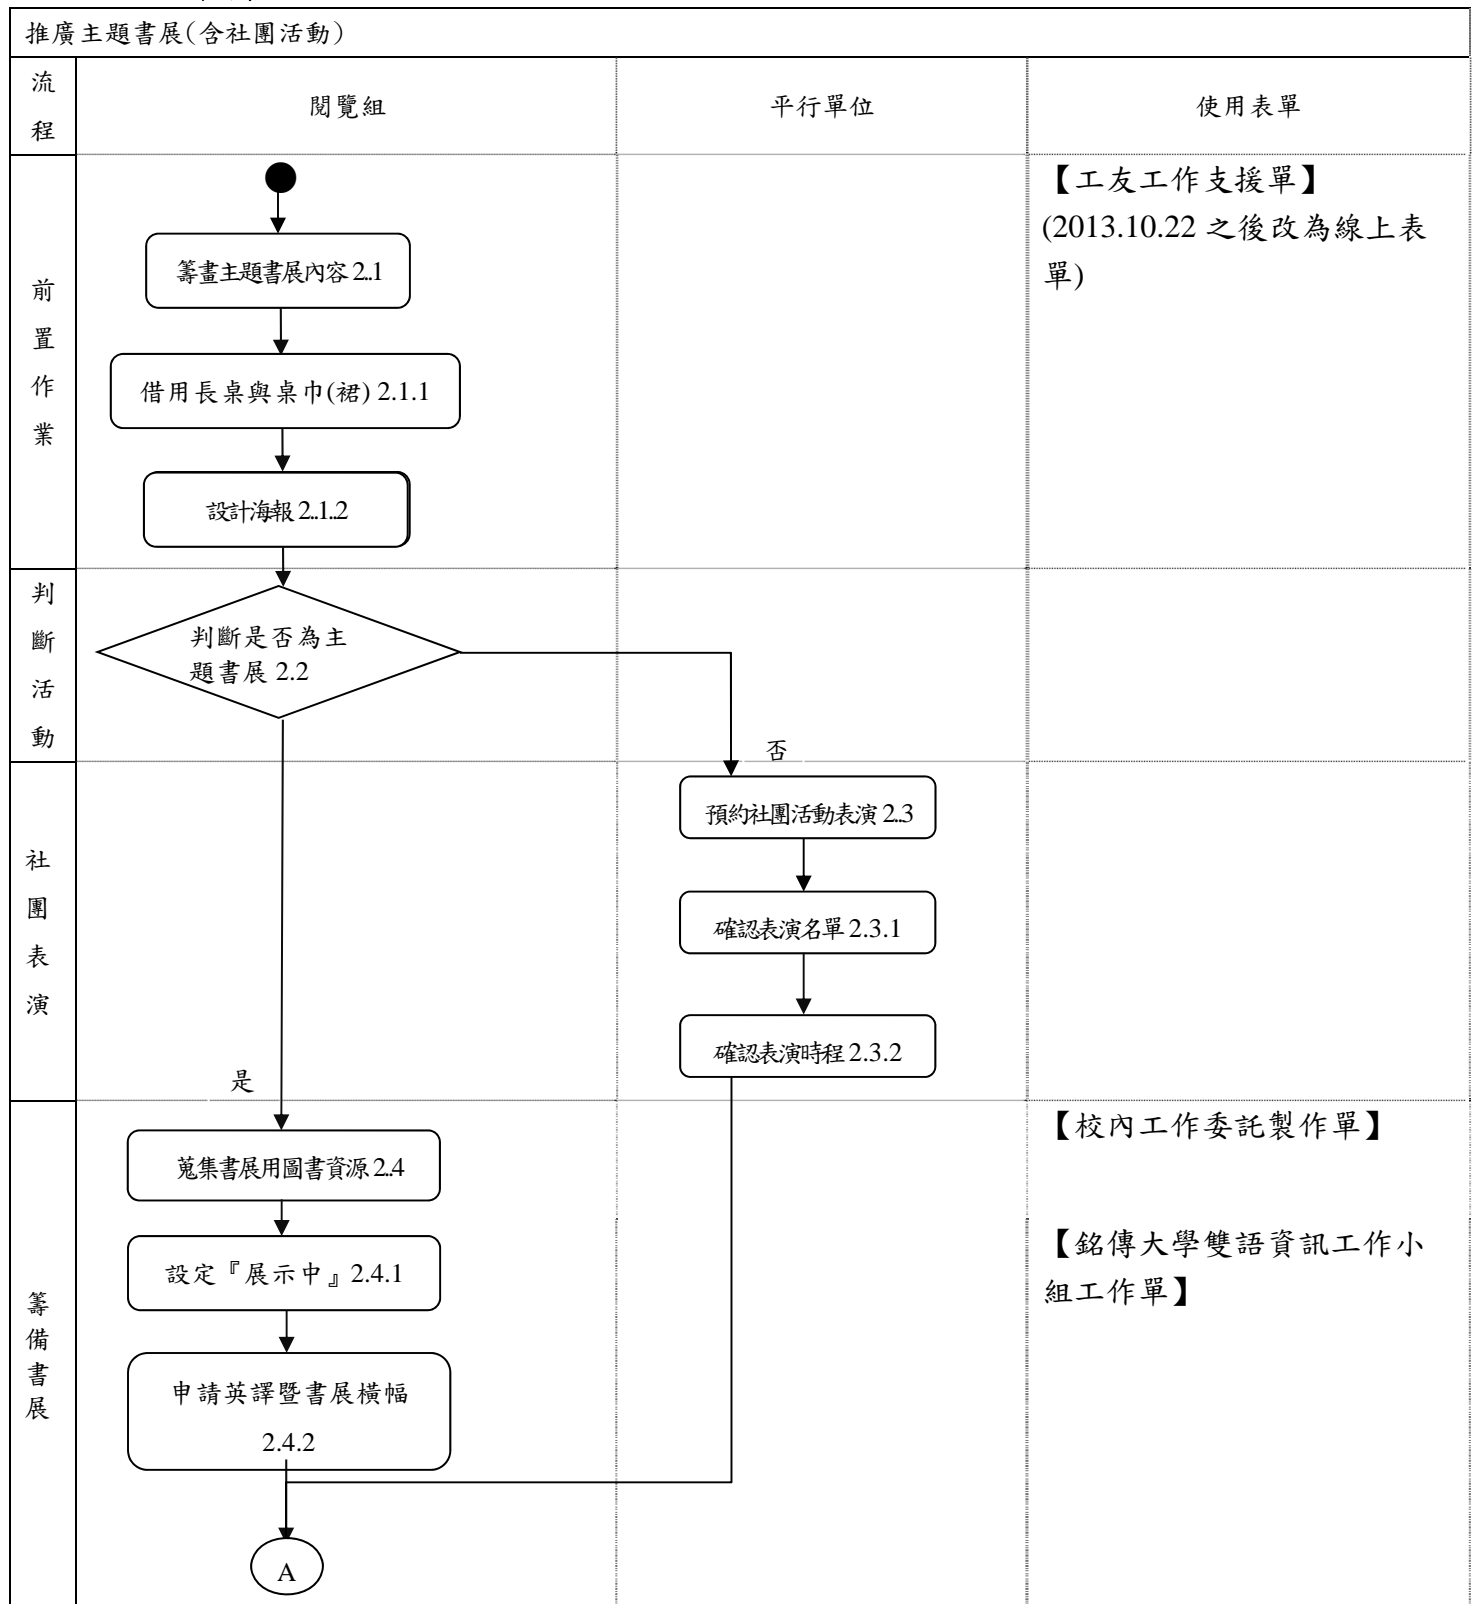 推廣主題書展(含社團活動)
流
程
閱覽組
平行單位
使用表單
前
置
作
業
籌畫主題書展內容 2.1
借用長桌與桌巾(裙) 2.1.1
設計海報 2.1.2
【工友工作支援單】
(2013.10.22 之後改為線上表
單)
判
斷
活
動
判斷是否為主
題書展 2.2
否
社
團
表
演
預約社團活動表演 2.3
確認表演名單 2.3.1
確認表演時程 2.3.2
是
籌
備
書
展
蒐集書展用圖書資源 2.4
設定『展示中』2.4.1
申請英譯暨書展橫幅
2.4.2
A
【校內工作委託製作單】
【銘傳大學雙語資訊工作小
組工作單】